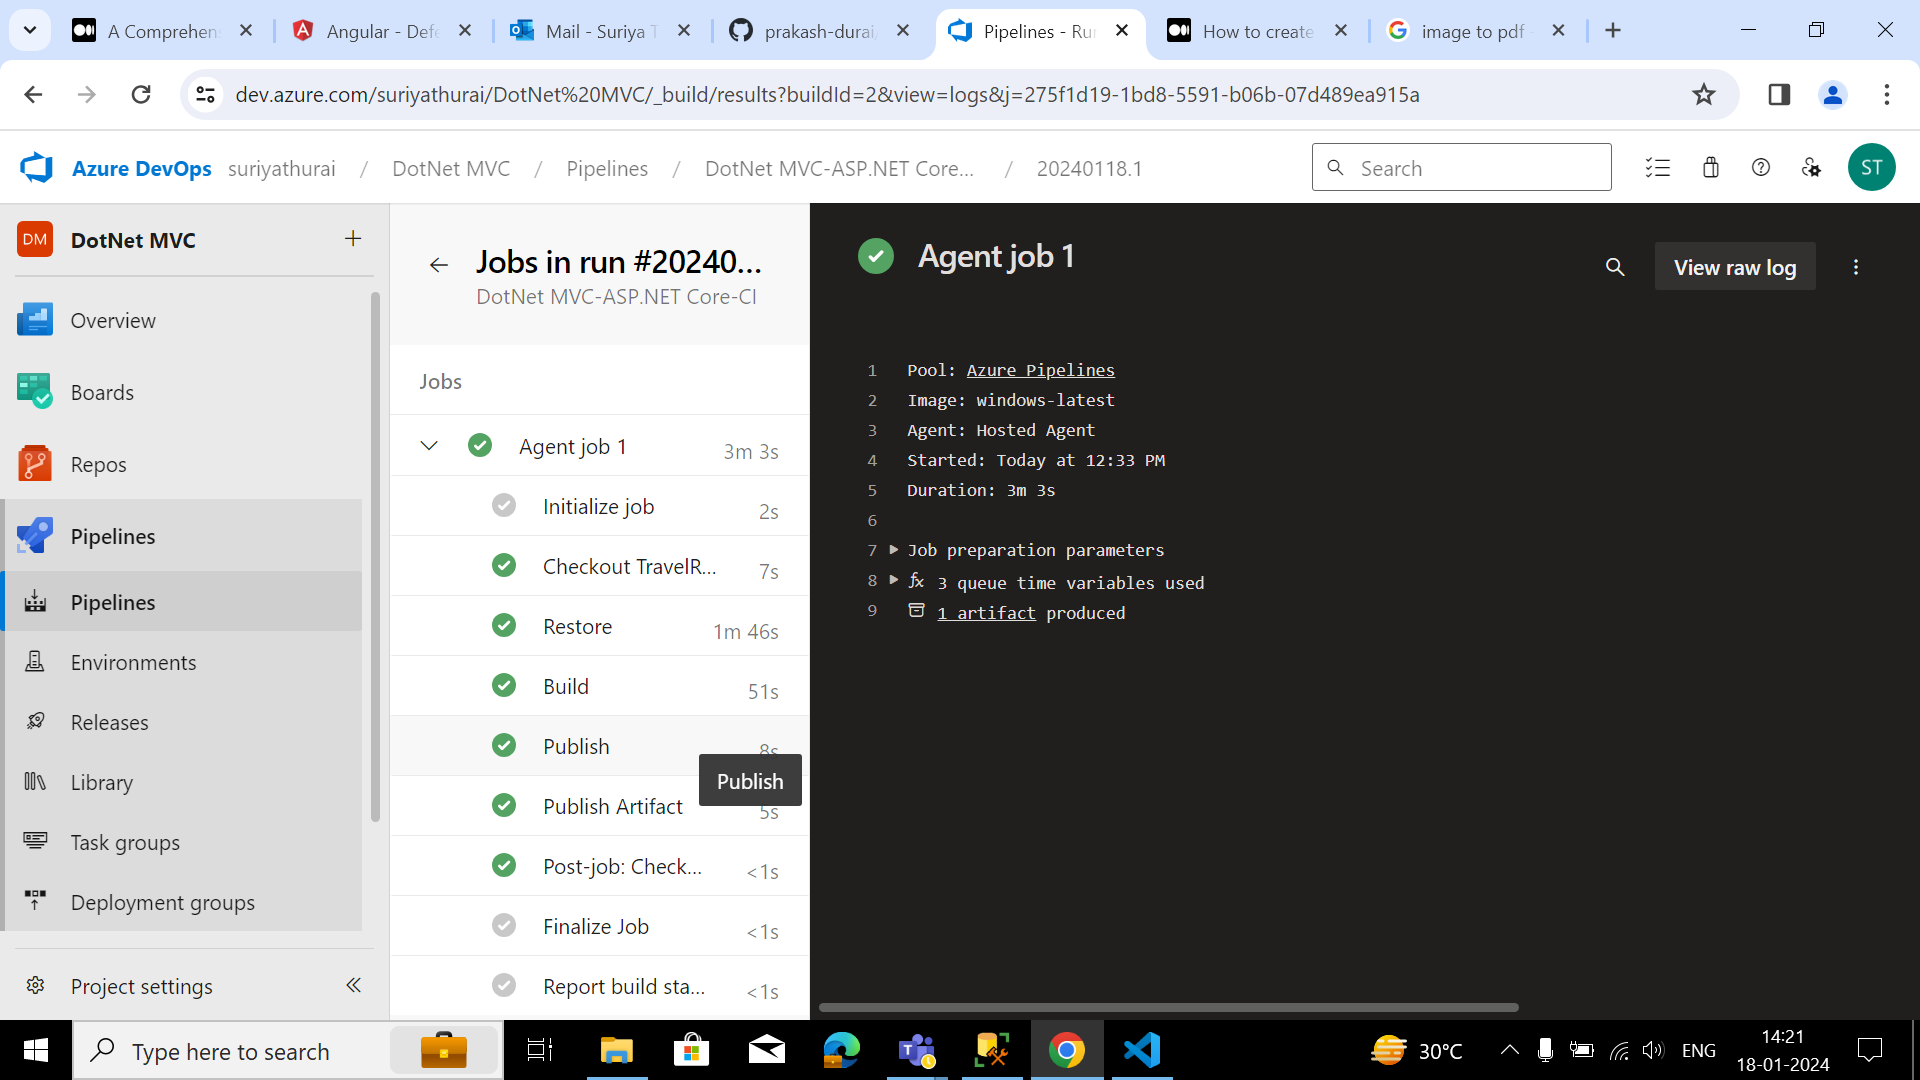 A Comprehen
Angular - Defe
Mail - Suriya T
prakash-durai/
Pipelines - Run
How to create
image to pdf -
dev.azure.com/suriyathurai/DotNet%20MVC/_build/results?buildId=2&view=logs&j=275f1d19-1bd8-5591-b06b-07d489ea915a
Azure DevOps suriyathurai / DotNet MVC / Pipelines / DotNet MVC-ASP.NET Core... / 20240118.1
Search
ST
DM DotNet MVC
Overview
Boards
Repos
Pipelines
Pipelines
Environments
Releases
Library
Task groups
Deployment groups
Project settings
Jobs in run #20240...
DotNet MVC-ASP.NET Core-CI
Jobs
Agent job 1 3m 3s
Initialize job 2s
Checkout TravelR... 7s
Restore 1m 46s
Build 51s
Publish 8s
Publish
Publish Artifact 5s
Post-job: Check... <1s
Finalize Job <1s
Report build sta... <1s
Agent job 1
View raw log
1 Pool: Azure Pipelines
2 Image: windows-latest
3 Agent: Hosted Agent
4 Started: Today at 12:33 PM
5 Duration: 3m 3s
6
7 Job preparation parameters
8 fx 3 queue time variables used
9 1 artifact produced
Type here to search
30°C
ENG
14:21
18-01-2024